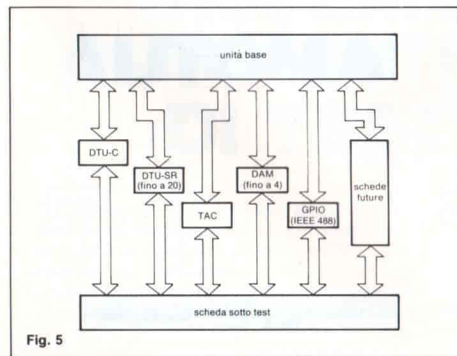 unità base
DTU-C
DTU-SR
(fino a 20)
TAC
DAM
(fino a 4)
GPIO
(IEEE 488)
schede
future
scheda sotto test
Fig. 5